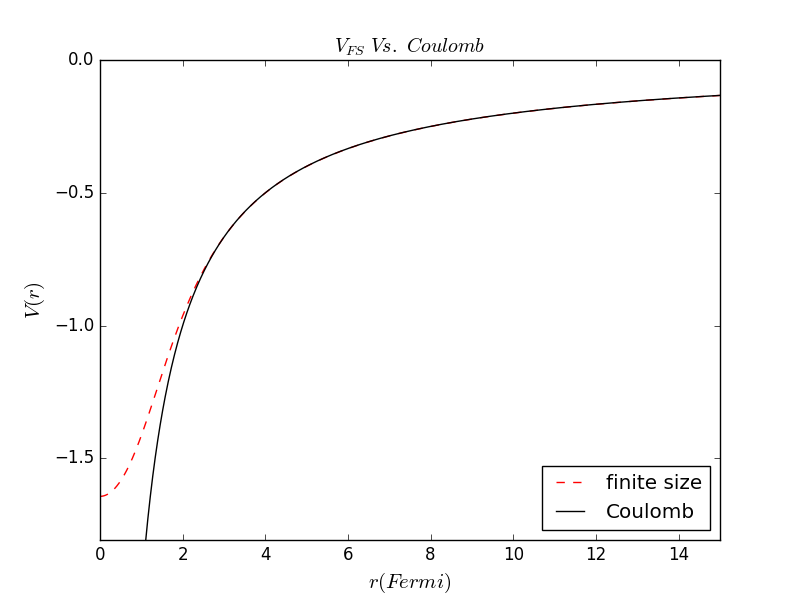 V_FS Vs. Coulomb
0.0
−0.5
−1.0
−1.5
V(r)
0 2 4 6 8 10 12 14
r(Fermi)
finite size
Coulomb